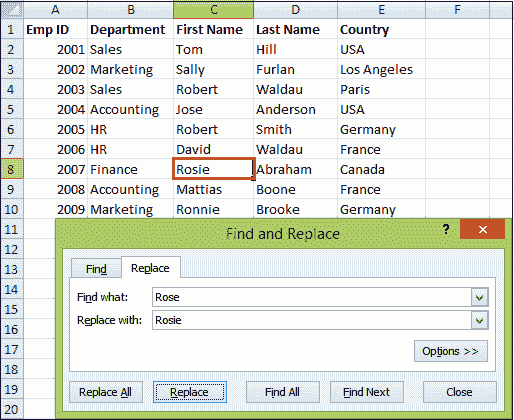 A B C D E F
1 Emp ID Department First Name Last Name Country
2 2001 Sales Tom Hill USA
3 2002 Marketing Sally Furlan Los Angeles
4 2003 Sales Robert Waldau Paris
5 2004 Accounting Jose Anderson USA
6 2005 HR Robert Smith Germany
7 2006 HR David Waldau France
8 2007 Finance Rosie Abraham Canada
9 2008 Accounting Mattias Boone France
10 2009 Marketing Ronnie Brooke Germany
11
12
13
14
15
16
17
18
19
20
Find and Replace ? ×
Find Replace
Find what: Rose
Replace with: Rosie
Options >>
Replace All Replace Find All Find Next Close